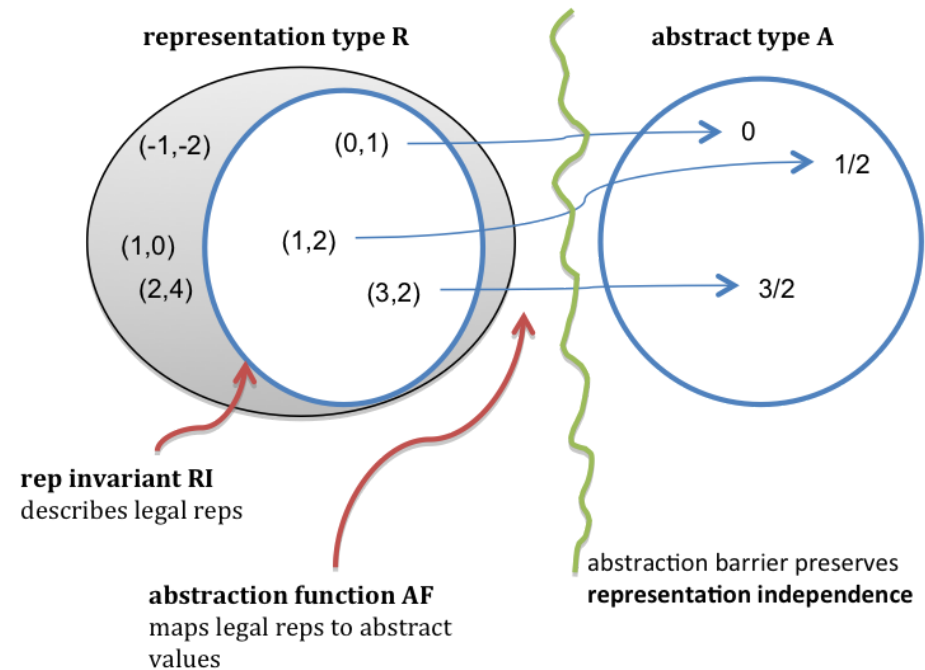 representation type R
abstract type A
(-1,-2)
(0,1)
0
1/2
(1,0)
(1,2)
(2,4)
(3,2)
3/2
rep invariant RI
describes legal reps
abstraction function AF
maps legal reps to abstract
values
abstraction barrier preserves
representation independence